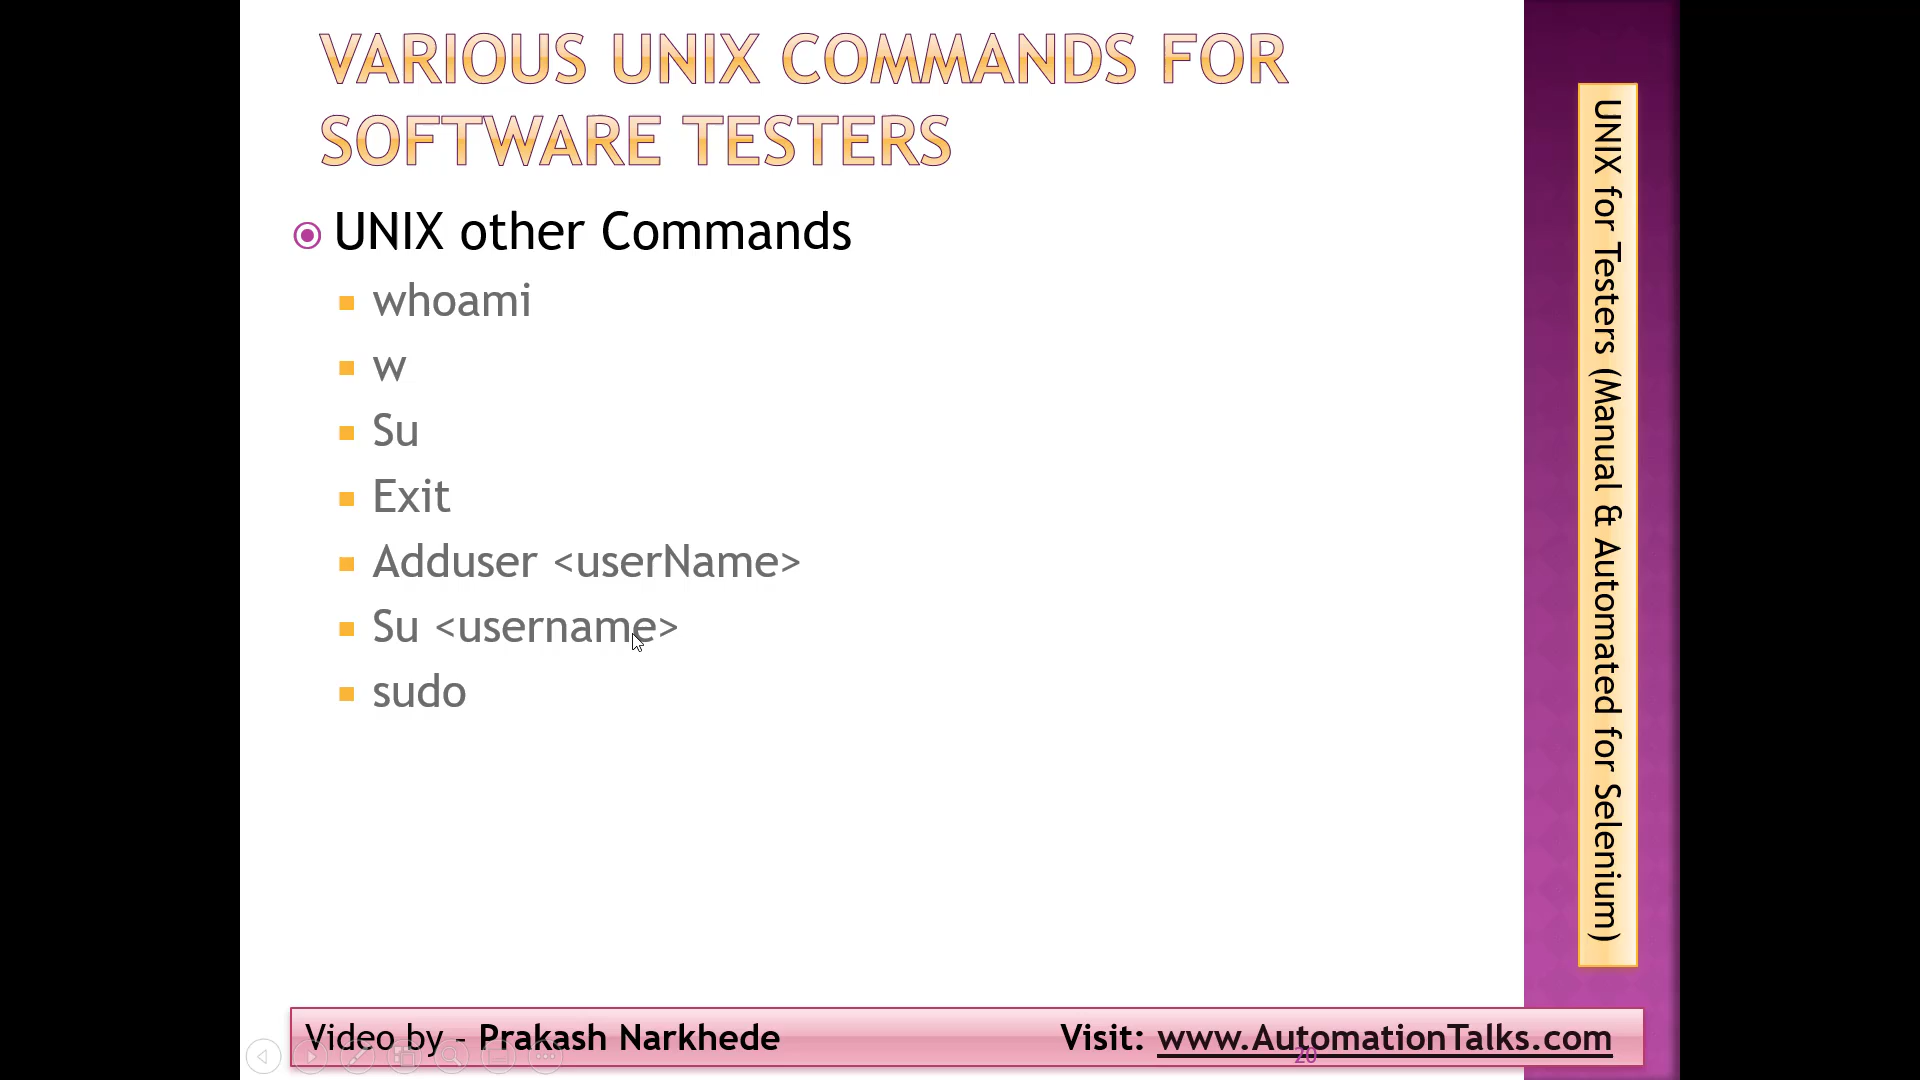 VARIOUS UNIX COMMANDS FOR
SOFTWARE TESTERS
UNIX other Commands
whoami
w
Su
Exit
Adduser <userName>
Su <username>
sudo
UNIX for Testers (Manual & Automated for Selenium)
Video by - Prakash Narkhede
Visit: www.AutomationTalks.com
20